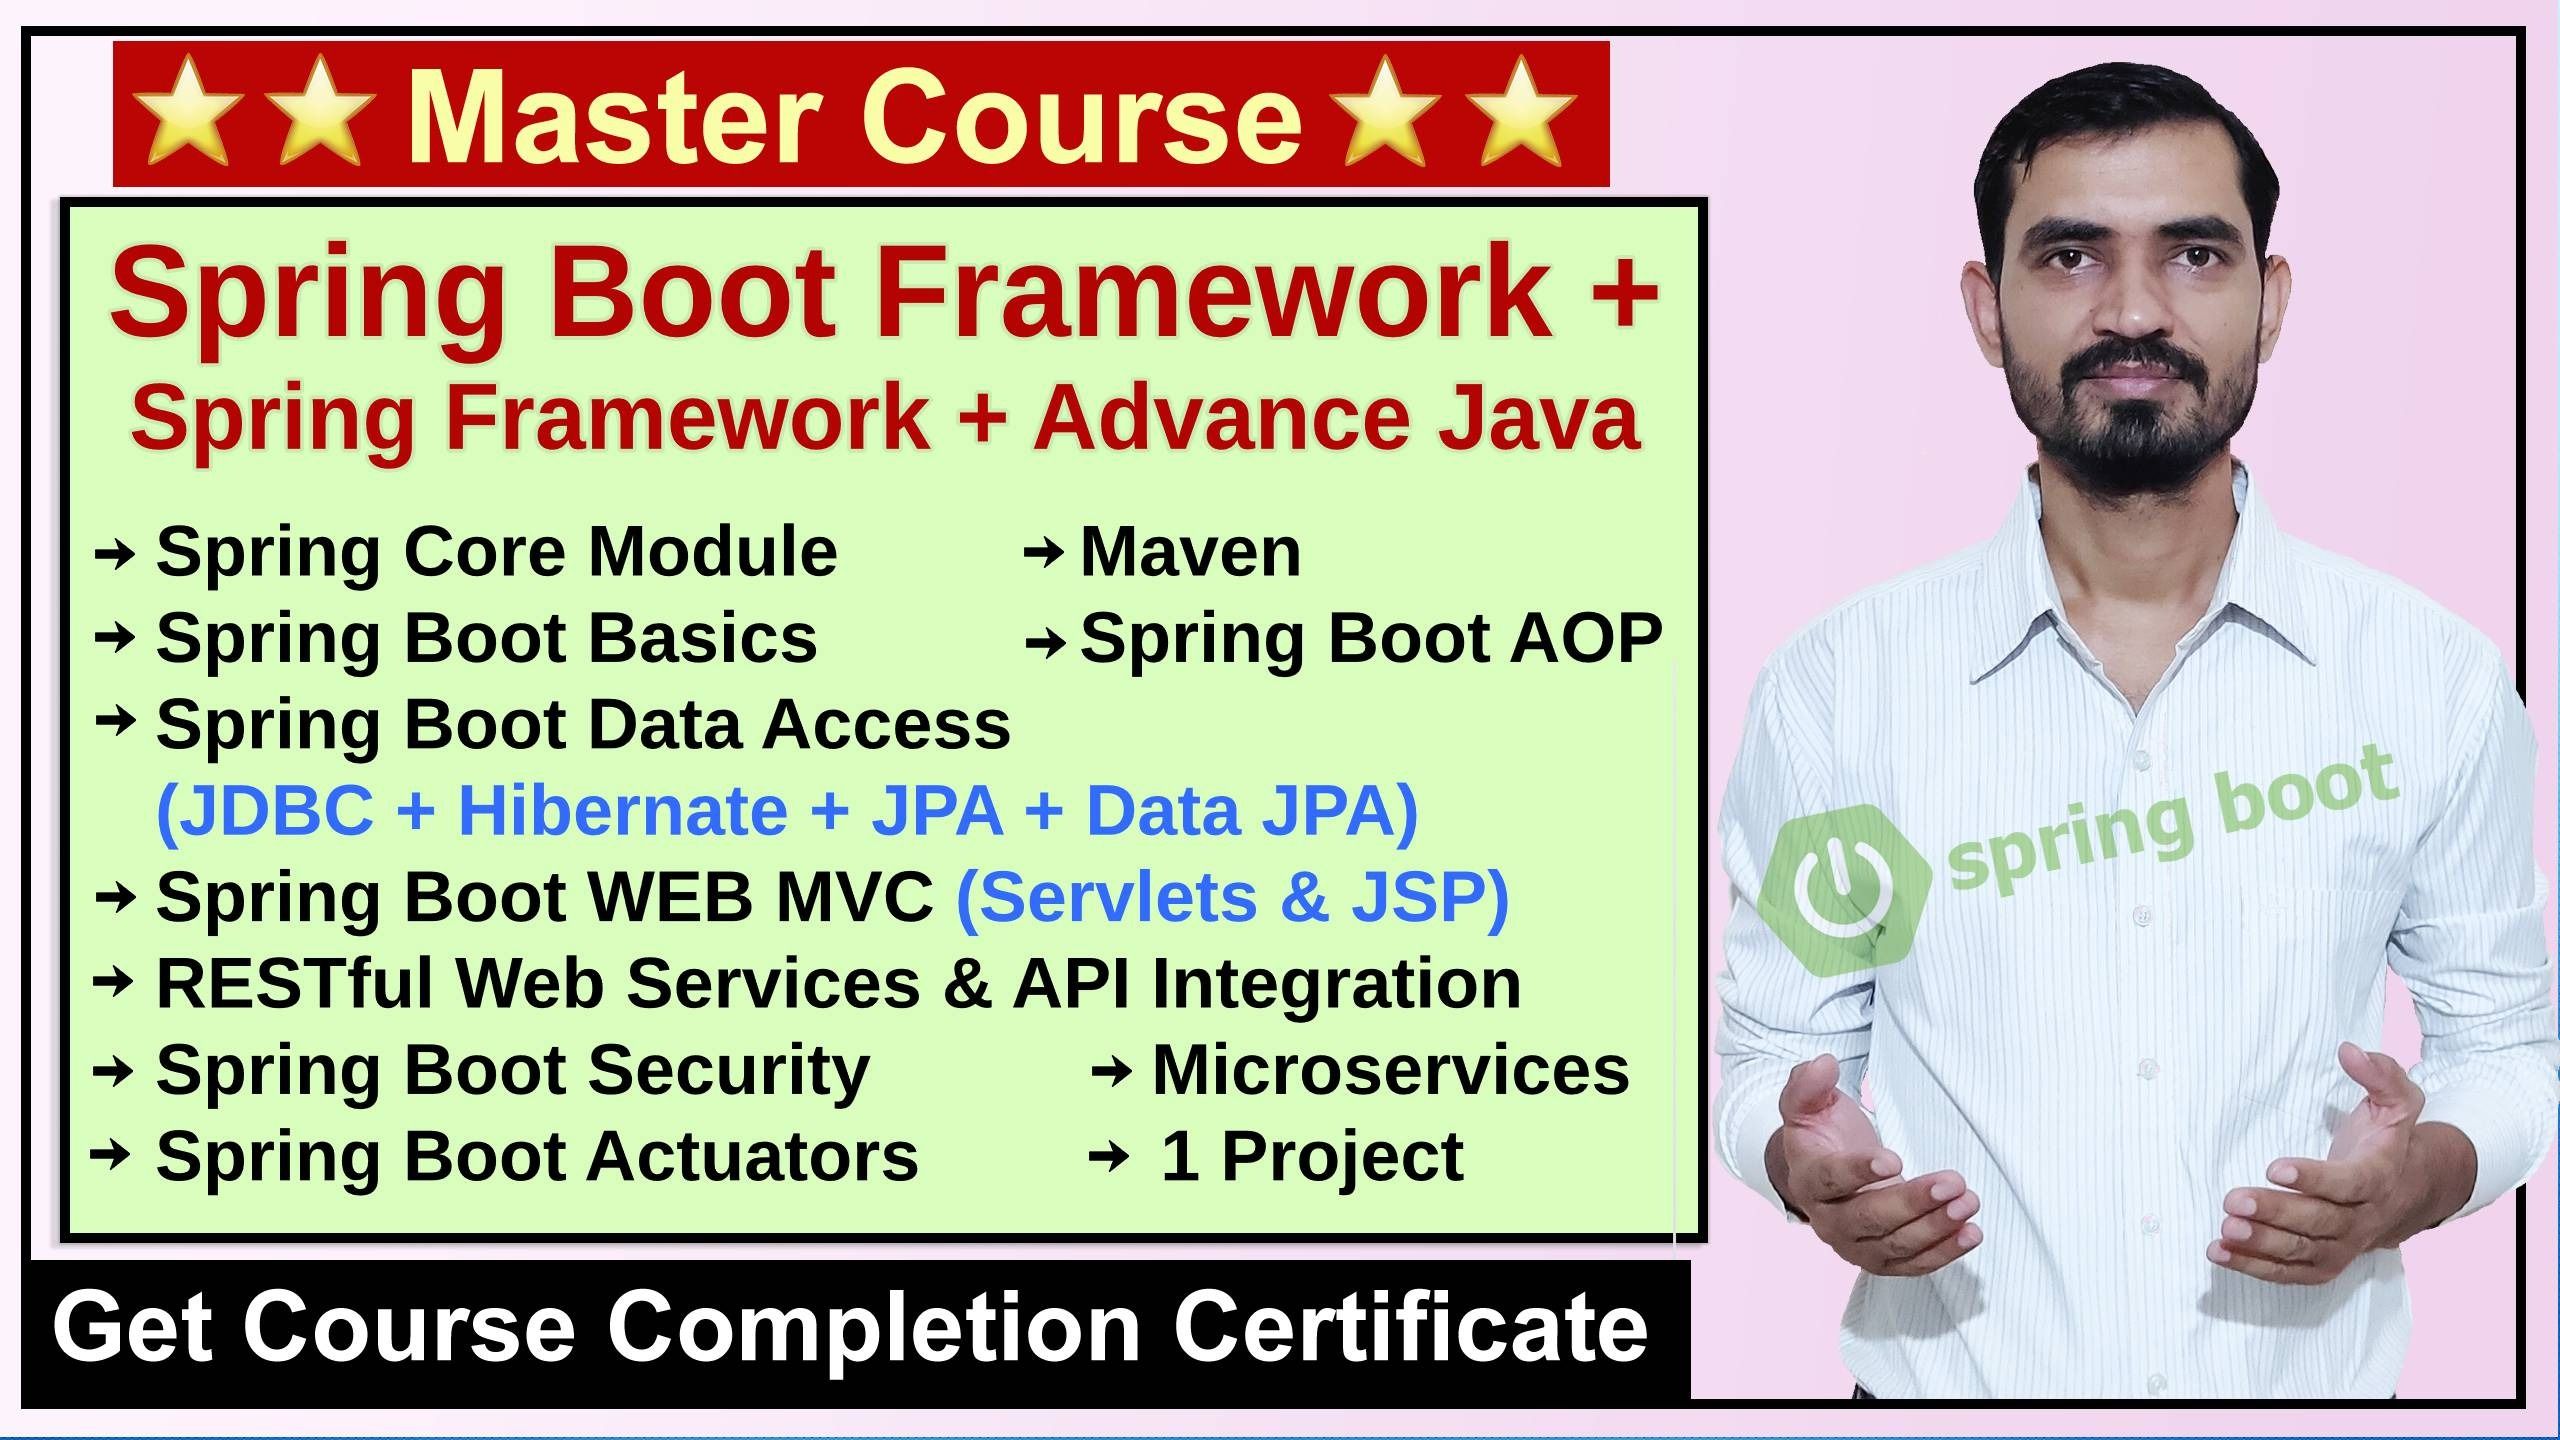 Master Course
Spring Boot Framework +
Spring Framework + Advance Java
➔ Spring Core Module ➔ Maven
➔ Spring Boot Basics ➔ Spring Boot AOP
➔ Spring Boot Data Access
(JDBC + Hibernate + JPA + Data JPA)
➔ Spring Boot WEB MVC (Servlets & JSP)
➔ RESTful Web Services & API Integration
➔ Spring Boot Security ➔ Microservices
➔ Spring Boot Actuators ➔ 1 Project
Get Course Completion Certificate
spring boot